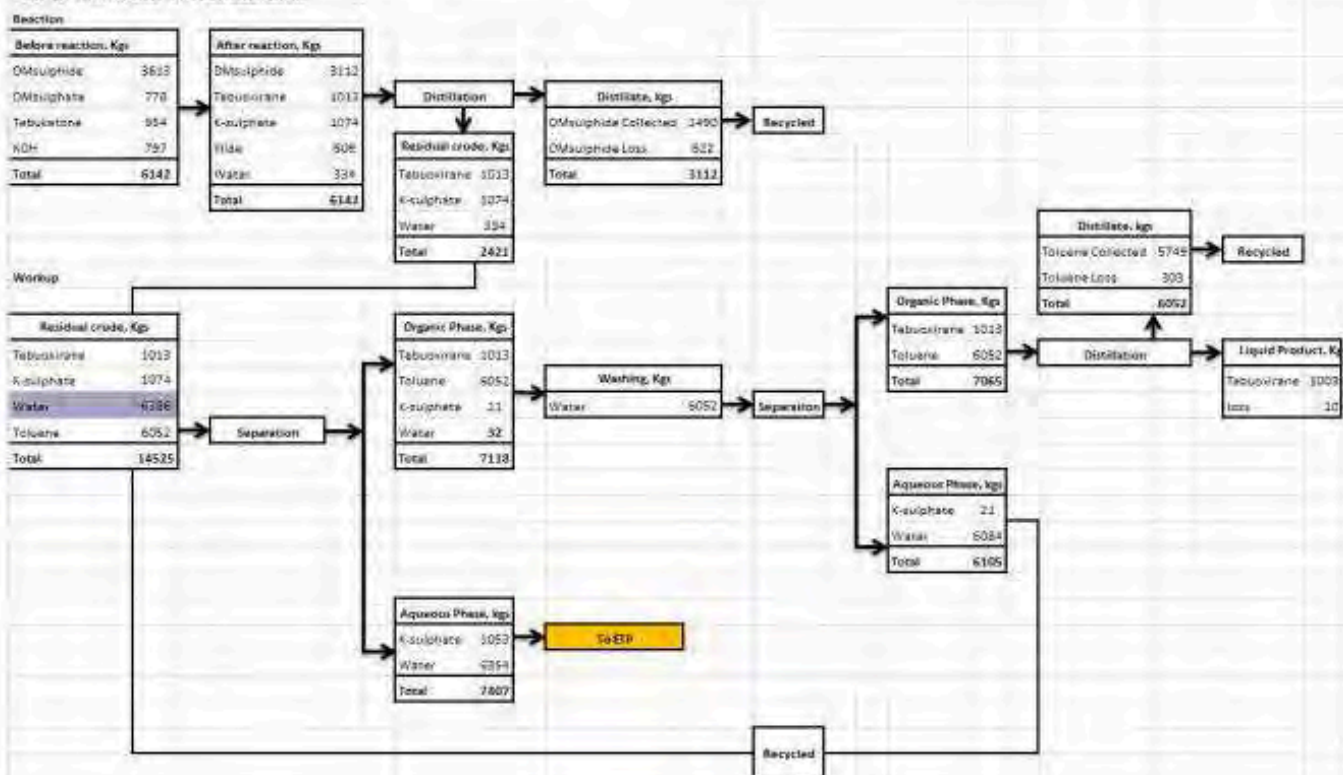 Reaction
Before reaction, Kgs
DMsulphide 3613
DMsulphate 778
Tebuketone 954
KOH 797
Total 6142
After reaction, Kgs
DMsulphide 3112
Tebuoxirane 1013
K-sulphate 1074
608
Water 334
Total 6142
Distillation
Distillate, kgs
DMsulphide Collected 2490
DMsulphide Loss 622
Total 3112
Recycled
Residual crude, Kgs
Tebuoxirane 1013
K-sulphate 1074
Water 334
Total 2421
Workup
Residual crude, Kgs
Tebuoxirane 1013
K-sulphate 1074
Water 6386
Toluene 6052
Total 14525
Separation
Organic Phase, Kgs
Tebuoxirane 1013
Toluene 6052
K-sulphate 21
Water 32
Total 7118
Washing, Kgs
Water 6052
Separation
Organic Phase, Kgs
Tebuoxirane 1013
Toluene 6052
Total 7065
Distillation
Distillate, kgs
Toluene Collected 5749
Toluene Loss 303
Total 6052
Recycled
Liquid Product, K
Tebuoxirane 1003
loss 10
Aqueous Phase, kgs
K-sulphate 21
Water 6084
Total 6105
Aqueous Phase, kgs
K-sulphate 1053
Water 6354
Total 7407
To ETP
Recycled